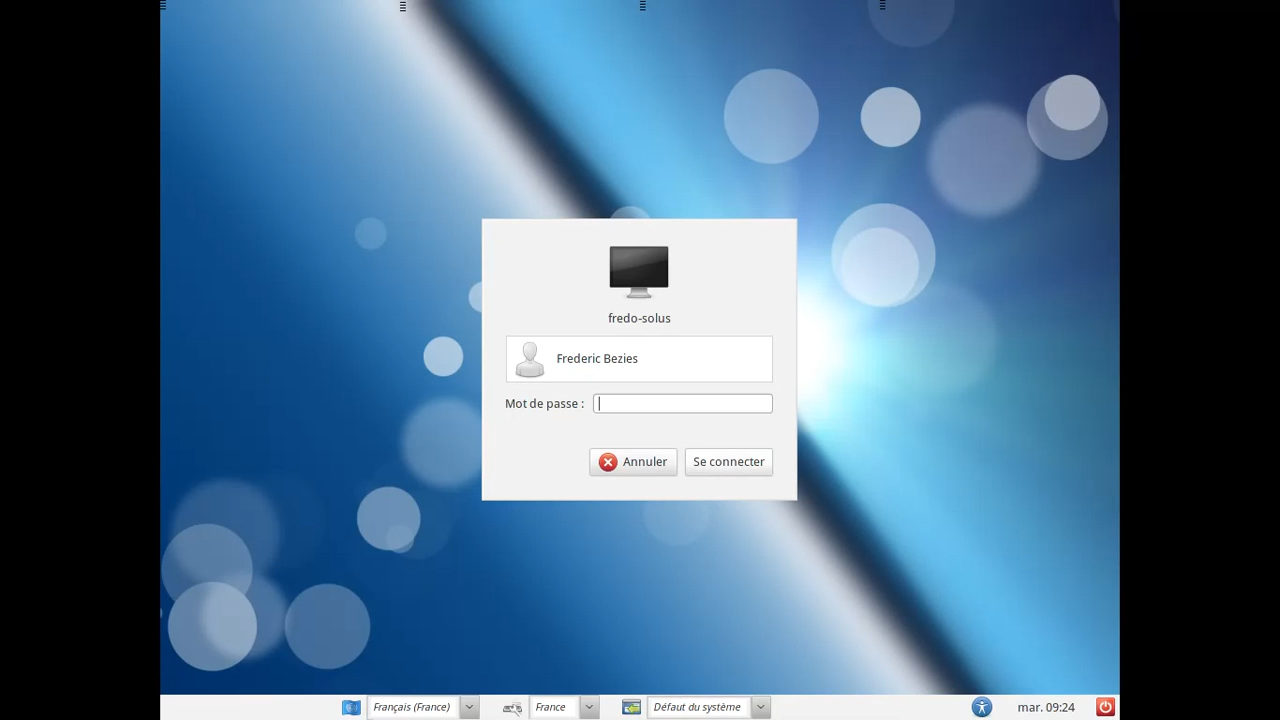 fredo-solus
Frederic Bezies
Mot de passe :
Annuler Se connecter
Français (France) France Défaut du système mar. 09:24